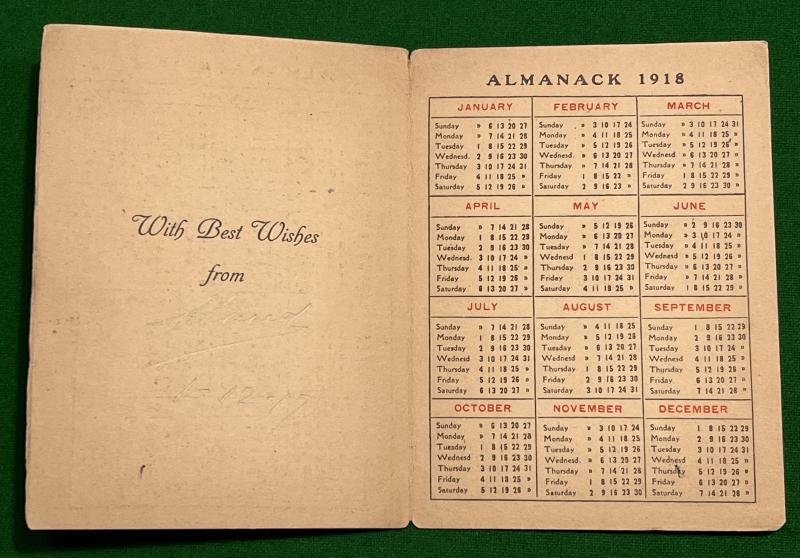 With Best Wishes
from
1-12-17
ALMANACK 1918
JANUARY
Sunday » 6 13 20 27
Monday » 7 14 21 28
Tuesday 1 8 15 22 29
Wednesd. 2 9 16 23 30
Thursday 3 10 17 24 31
Friday 4 11 18 25 »
Saturday 5 12 19 26 »
FEBRUARY
Sunday » 3 10 17 24
Monday » 4 11 18 25
Tuesday » 5 12 19 26
Wednesd. » 6 13 20 27
Thursday » 7 14 21 28
Friday 1 8 15 22 »
Saturday 2 9 16 23 »
MARCH
Sunday » 3 10 17 24 31
Monday » 4 11 18 25 »
Tuesday » 5 12 19 26 »
Wednesd. » 6 13 20 27 »
Thursday » 7 14 21 28 »
Friday 1 8 15 22 29 »
Saturday 2 9 16 23 30 »
APRIL
Sunday » 7 14 21 28
Monday 1 8 15 22 29
Tuesday 2 9 16 23 30
Wednesd. 3 10 17 24 »
Thursday 4 11 18 25 »
Friday 5 12 19 26 »
Saturday 6 13 20 27 »
MAY
Sunday » 5 12 19 26
Monday » 6 13 20 27
Tuesday » 7 14 21 28
Wednesd. 1 8 15 22 29
Thursday 2 9 16 23 30
Friday 3 10 17 24 31
Saturday 4 11 18 25 »
JUNE
Sunday » 2 9 16 23 30
Monday » 3 10 17 24 »
Tuesday » 4 11 18 25 »
Wednesd. » 5 12 19 26 »
Thursday » 6 13 20 27 »
Friday » 7 14 21 28 »
Saturday 1 8 15 22 29 »
JULY
Sunday » 7 14 21 28
Monday 1 8 15 22 29
Tuesday 2 9 16 23 30
Wednesd 3 10 17 24 31
Thursday 4 11 18 25 »
Friday 5 12 19 26 »
Saturday 6 13 20 27 »
AUGUST
Sunday » 4 11 18 25
Monday » 5 12 19 26
Tuesday » 6 13 20 27
Wednesd » 7 14 21 28
Thursday 1 8 15 22 29
Friday 2 9 16 23 30
Saturday 3 10 17 24 31
SEPTEMBER
Sunday 1 8 15 22 29
Monday 2 9 16 23 30
Tuesday 3 10 17 24 »
Wednesd 4 11 18 25 »
Thursday 5 12 19 26 »
Friday 6 13 20 27 »
Saturday 7 14 21 28 »
OCTOBER
Sunday » 6 13 20 27
Monday » 7 14 21 28
Tuesday 1 8 15 22 29
Wednesd 2 9 16 23 30
Thursday 3 10 17 24 31
Friday 4 11 18 25 »
Saturday 5 12 19 26 »
NOVEMBER
Sunday » 3 10 17 24
Monday » 4 11 18 25
Tuesday » 5 12 19 26
Wednesd. » 6 13 20 27
Thursday » 7 14 21 28
Friday 1 8 15 22 29
Saturday 2 9 16 23 30
DECEMBER
Sunday 1 8 15 22 29
Monday 2 9 16 23 30
Tuesday 3 10 17 24 31
Wednesd 4 11 18 25 »
Thursday 5 12 19 26 »
Friday 6 13 20 27 »
Saturday 7 14 21 28 »